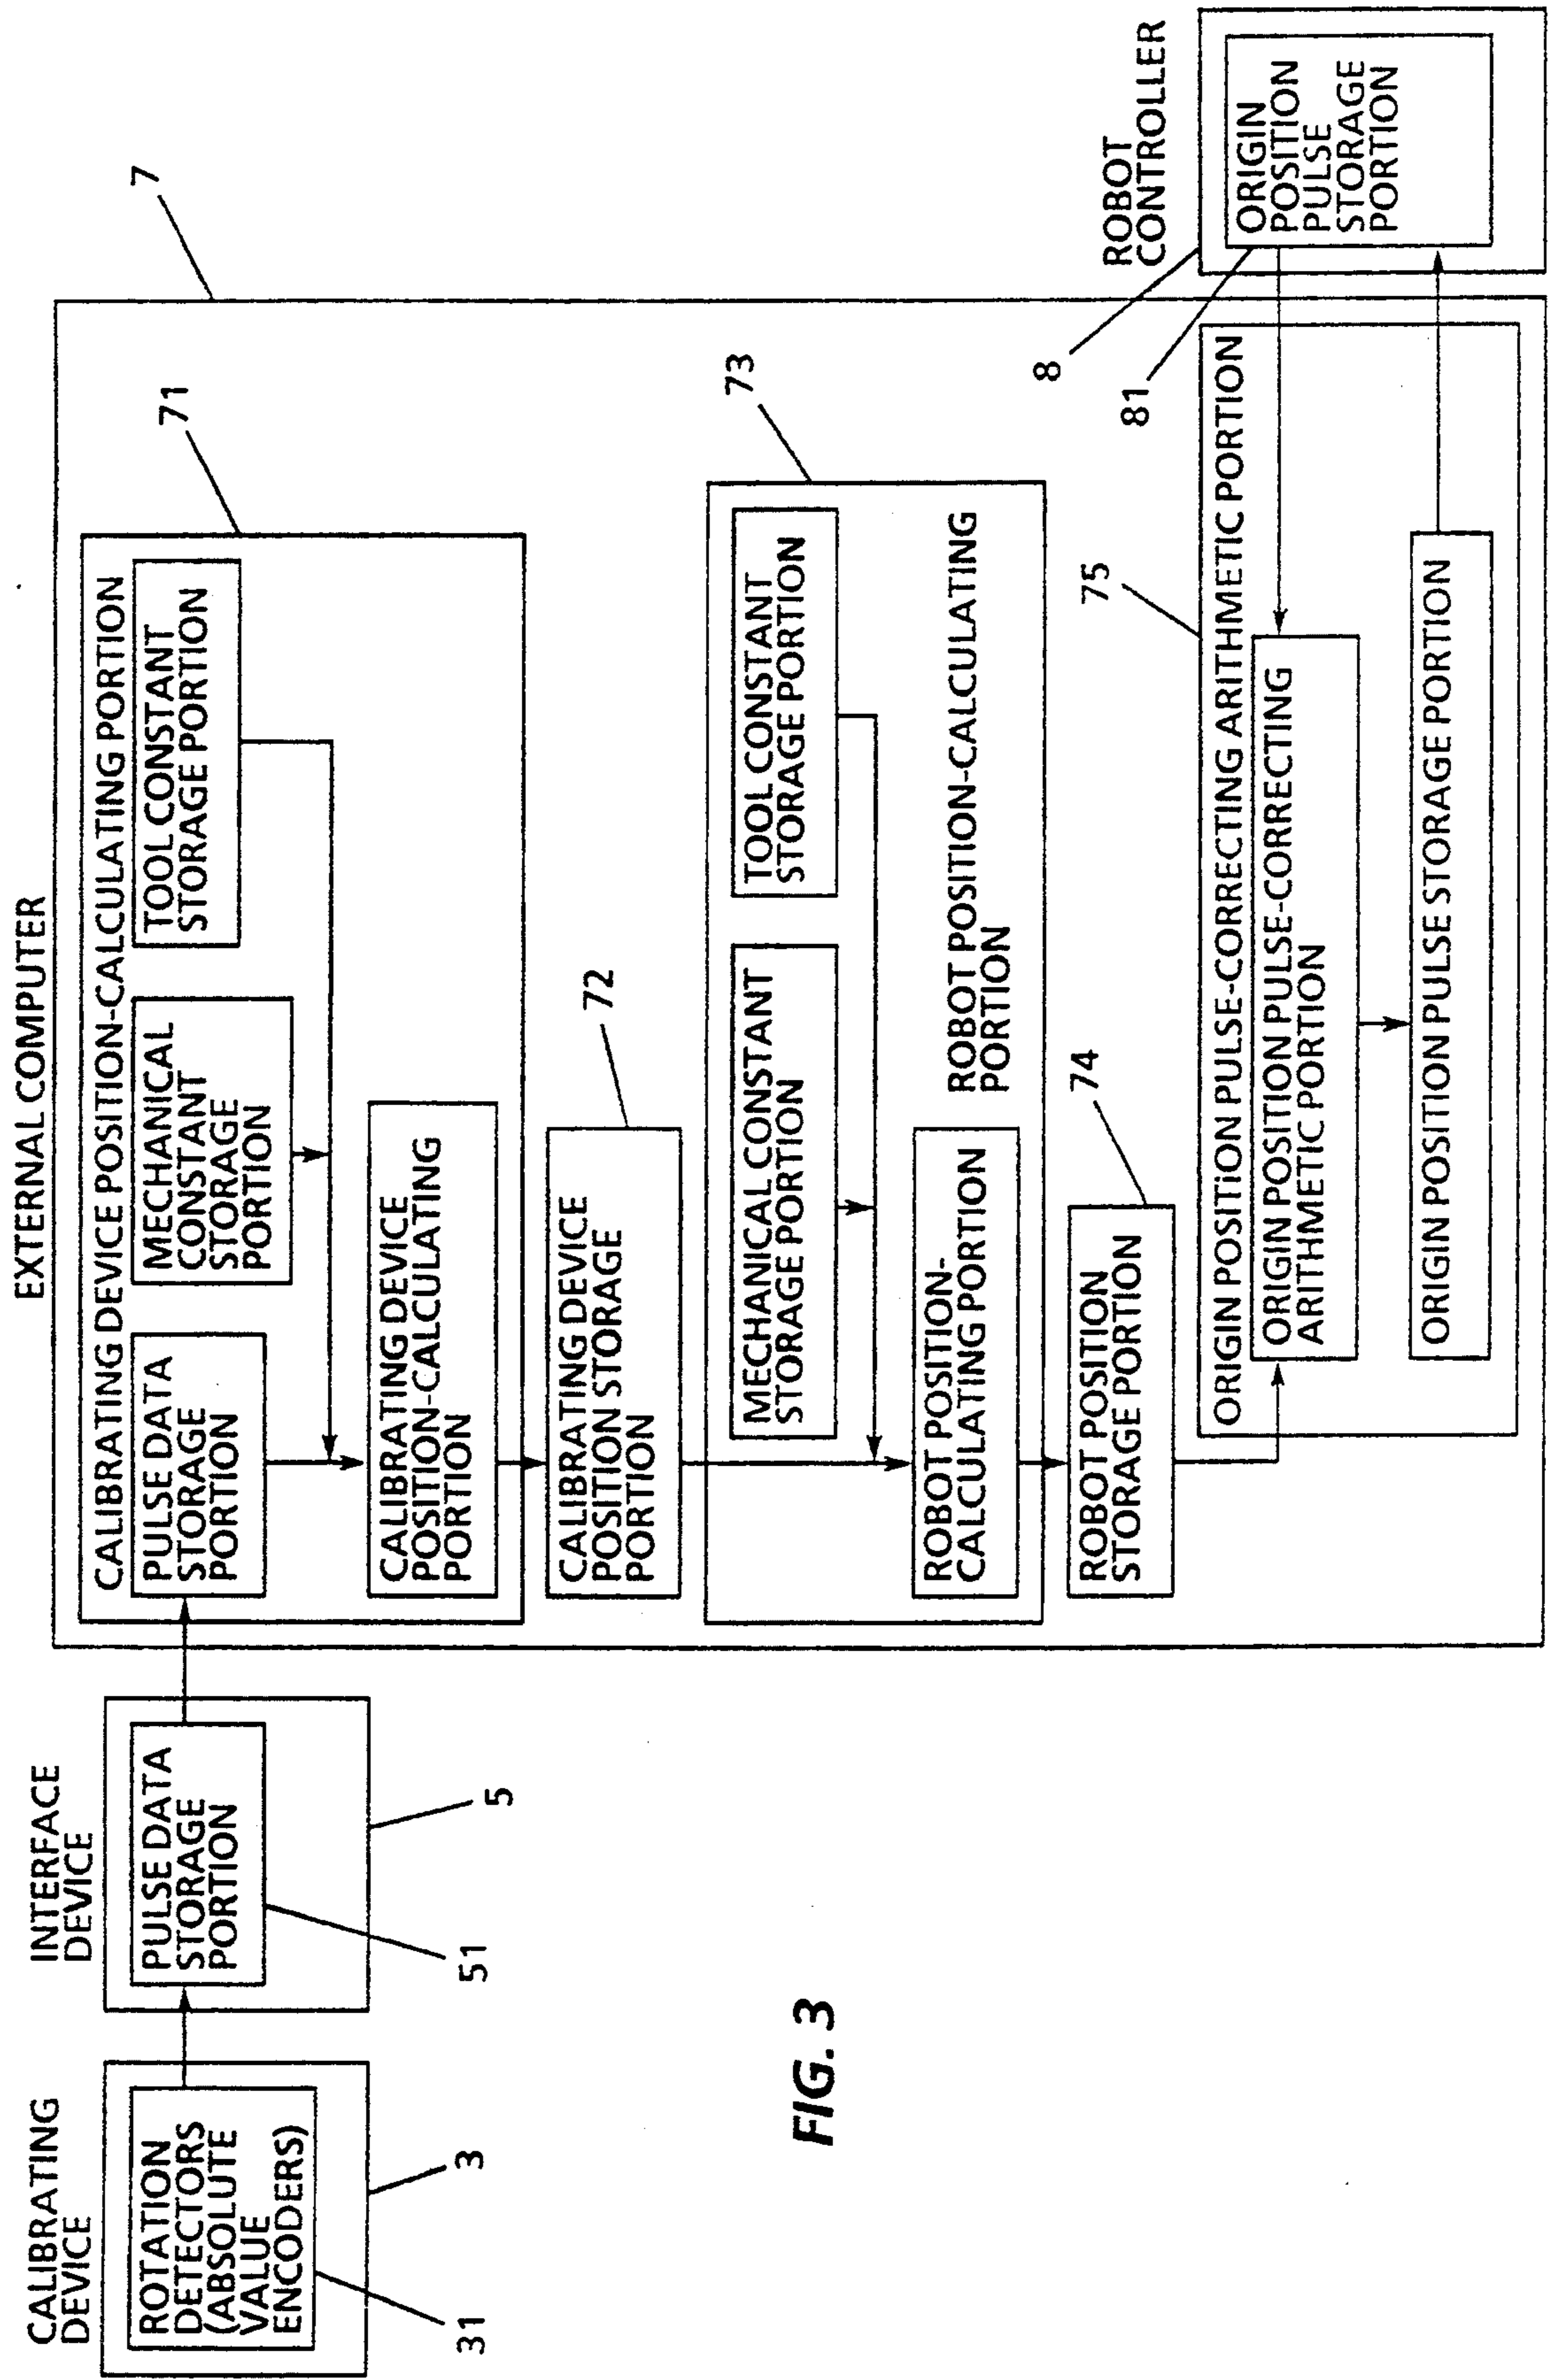 EXTERNAL COMPUTER
7
CALIBRATING DEVICE
INTERFACE DEVICE
ROTATION
DETECTORS
(ABSOLUTE
VALUE
ENCODERS)
31
3
PULSE DATA
STORAGE
PORTION
51
5
CALIBRATING DEVICE POSITION-CALCULATING PORTION
71
PULSE DATA
STORAGE
PORTION
MECHANICAL
CONSTANT
STORAGE
PORTION
TOOL CONSTANT
STORAGE PORTION
CALIBRATING DEVICE
POSITION-CALCULATING
PORTION
CALIBRATING DEVICE
POSITION STORAGE
PORTION
72
73
MECHANICAL CONSTANT
STORAGE PORTION
TOOL CONSTANT
STORAGE PORTION
ROBOT POSITION-
CALCULATING PORTION
ROBOT POSITION-CALCULATING
PORTION
ROBOT POSITION
STORAGE PORTION
74
75
ORIGIN POSITION PULSE-CORRECTING ARITHMETIC PORTION
ORIGIN POSITION PULSE-CORRECTING
ARITHMETIC PORTION
ORIGIN POSITION PULSE STORAGE PORTION
ROBOT
CONTROLLER
8
81
ORIGIN
POSITION
PULSE
STORAGE
PORTION
FIG. 3